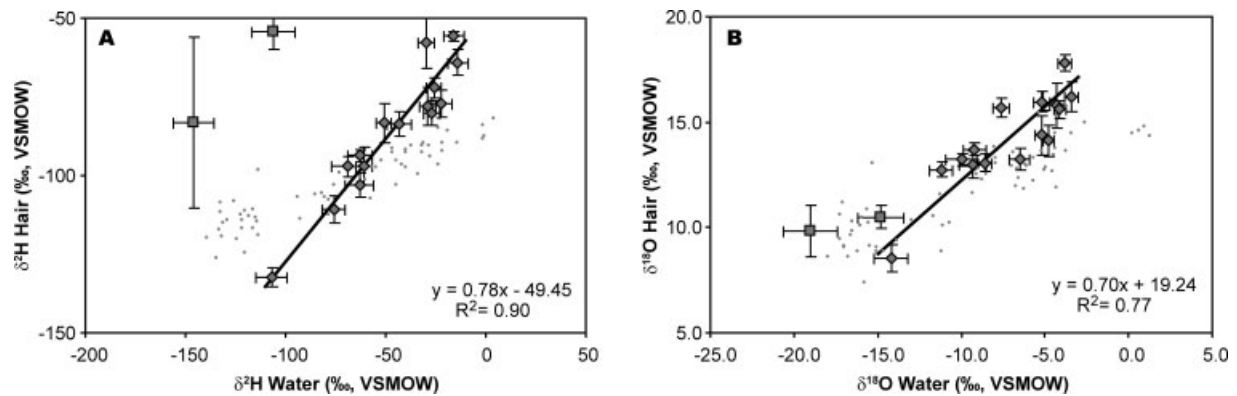 A
-50
-100
-150
-200
-150
-100
-50
0
50
δ²H Hair (‰, VSMOW)
δ²H Water (‰, VSMOW)
y = 0.78x - 49.45
R²= 0.90
B
20.0
15.0
10.0
5.0
-25.0
-20.0
-15.0
-10.0
-5.0
0.0
5.0
δ¹⁸O Hair (‰, VSMOW)
δ¹⁸O Water (‰, VSMOW)
y = 0.70x + 19.24
R²= 0.77